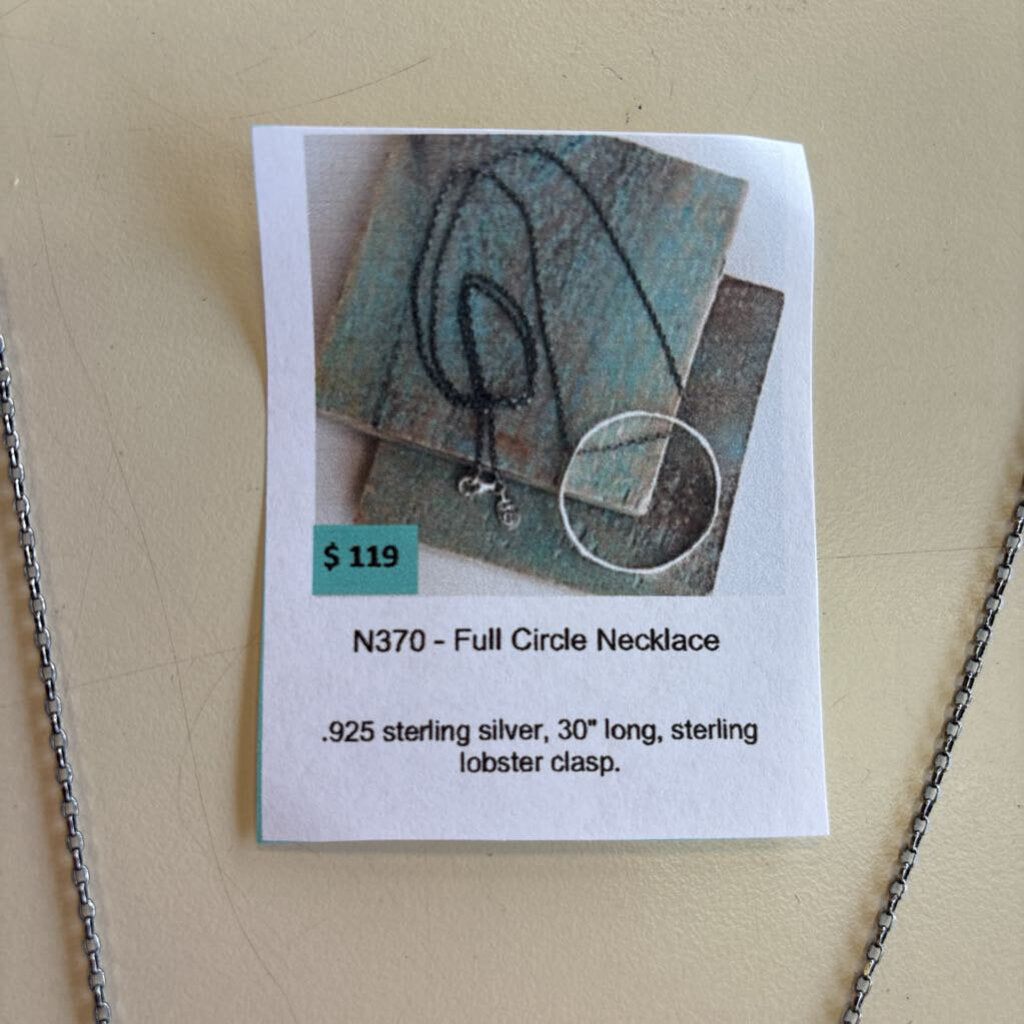 $ 119
N370 - Full Circle Necklace
.925 sterling silver, 30" long, sterling
lobster clasp.